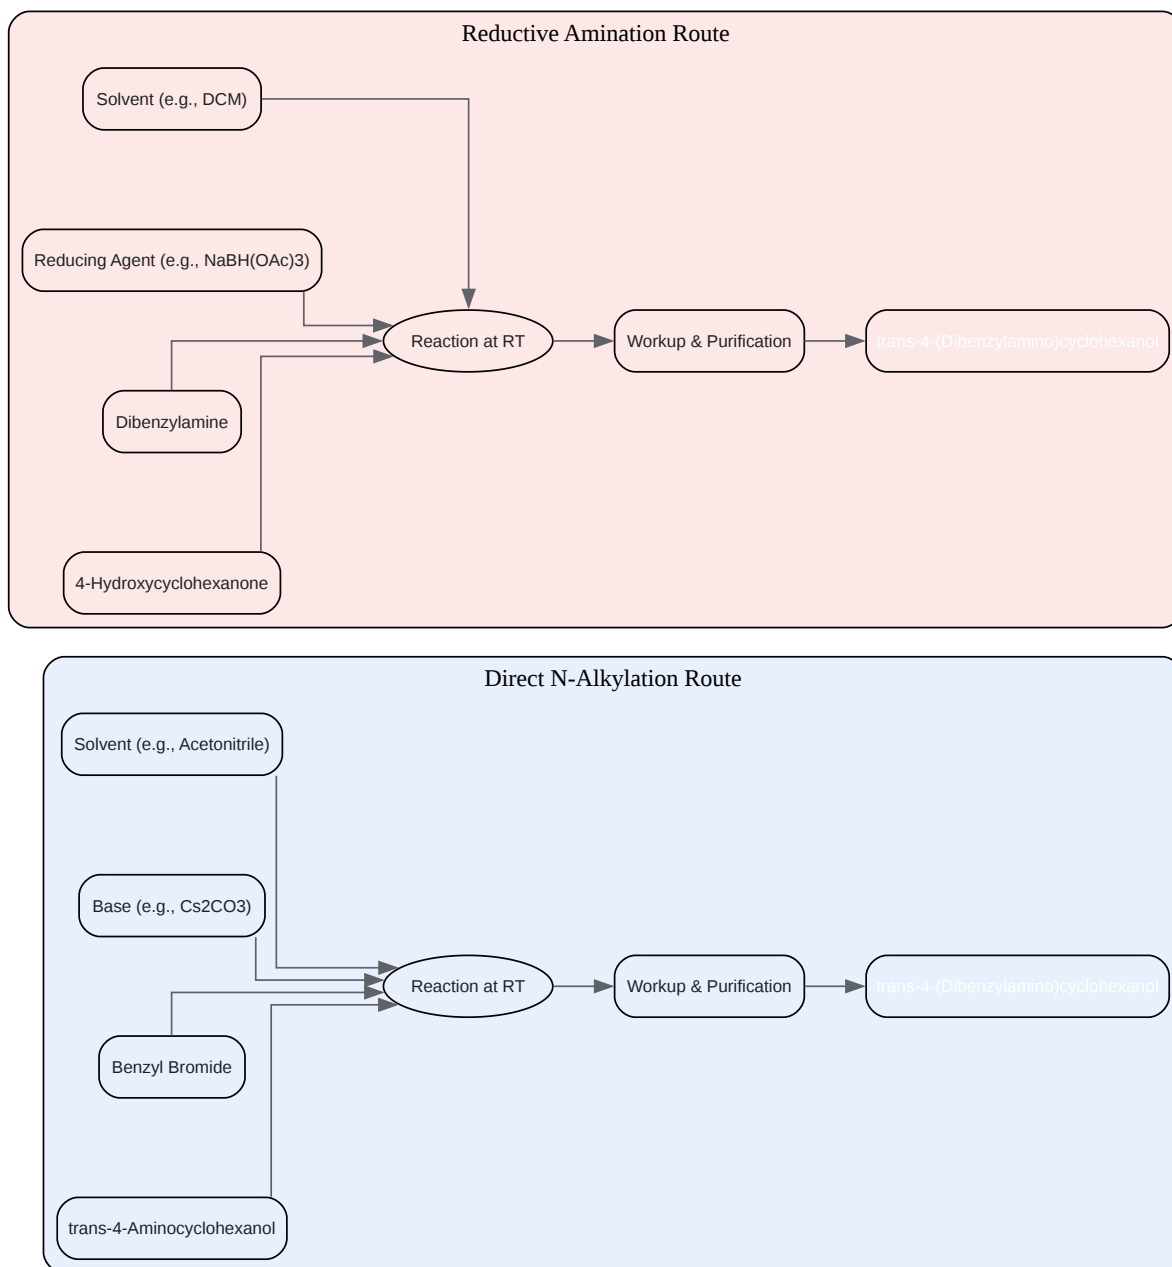 Reductive Amination Route
Solvent (e.g., DCM)
Reducing Agent (e.g., NaBH(OAc)3)
Reaction at RT
Workup & Purification
trans-4-(Dibenzylamino)cyclohexanol
Dibenzylamine
4-Hydroxycyclohexanone
Direct N-Alkylation Route
Solvent (e.g., Acetonitrile)
Base (e.g., Cs2CO3)
Reaction at RT
Workup & Purification
trans-4-(Dibenzylamino)cyclohexanol
Benzyl Bromide
trans-4-Aminocyclohexanol